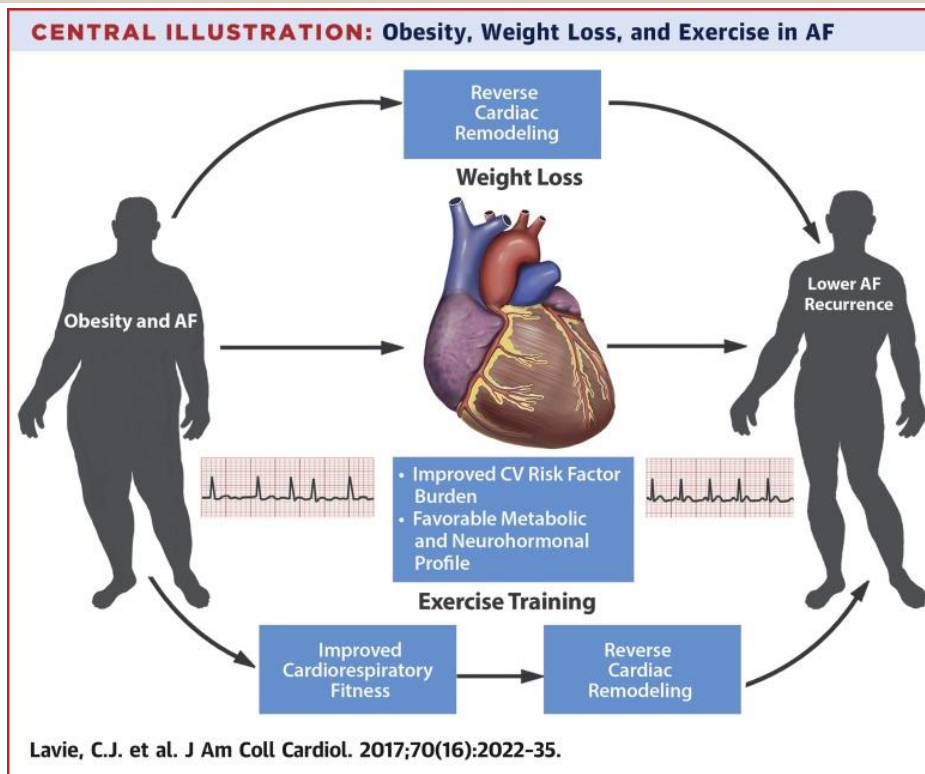 CENTRAL ILLUSTRATION: Obesity, Weight Loss, and Exercise in AF
Reverse
Cardiac
Remodeling
Weight Loss
Obesity and AF
Lower AF
Recurrence
• Improved CV Risk Factor
Burden
• Favorable Metabolic
and Neurohormonal
Profile
Exercise Training
Improved
Cardiorespiratory
Fitness
Reverse
Cardiac
Remodeling
Lavie, C.J. et al. J Am Coll Cardiol. 2017;70(16):2022-35.